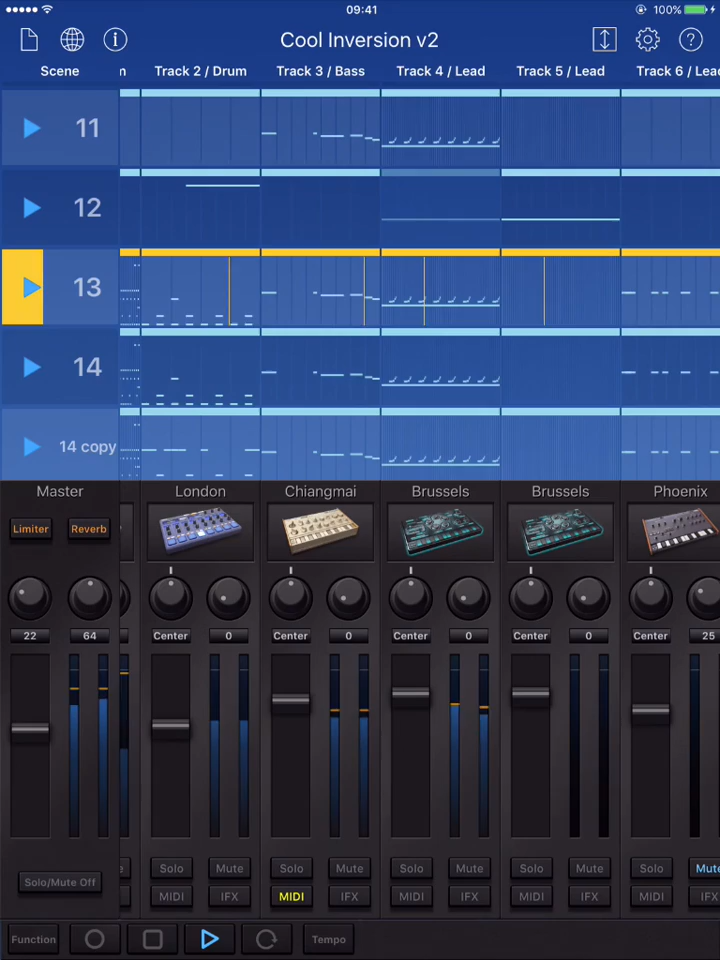 09:41
100%
Cool Inversion v2
Scene
n
Track 2 / Drum
Track 3 / Bass
Track 4 / Lead
Track 5 / Lead
Track 6 / Lead
11
12
13
14
14 copy
Master
London
Chiangmai
Brussels
Brussels
Phoenix
Limiter
Reverb
22
64
Center
0
Center
0
Center
0
Center
0
Center
25
Solo
Mute
Solo
Mute
Solo
Mute
Solo
Mute
Solo
Mute
Solo/Mute Off
MIDI
IFX
MIDI
IFX
MIDI
IFX
MIDI
IFX
MIDI
IFX
Function
Tempo